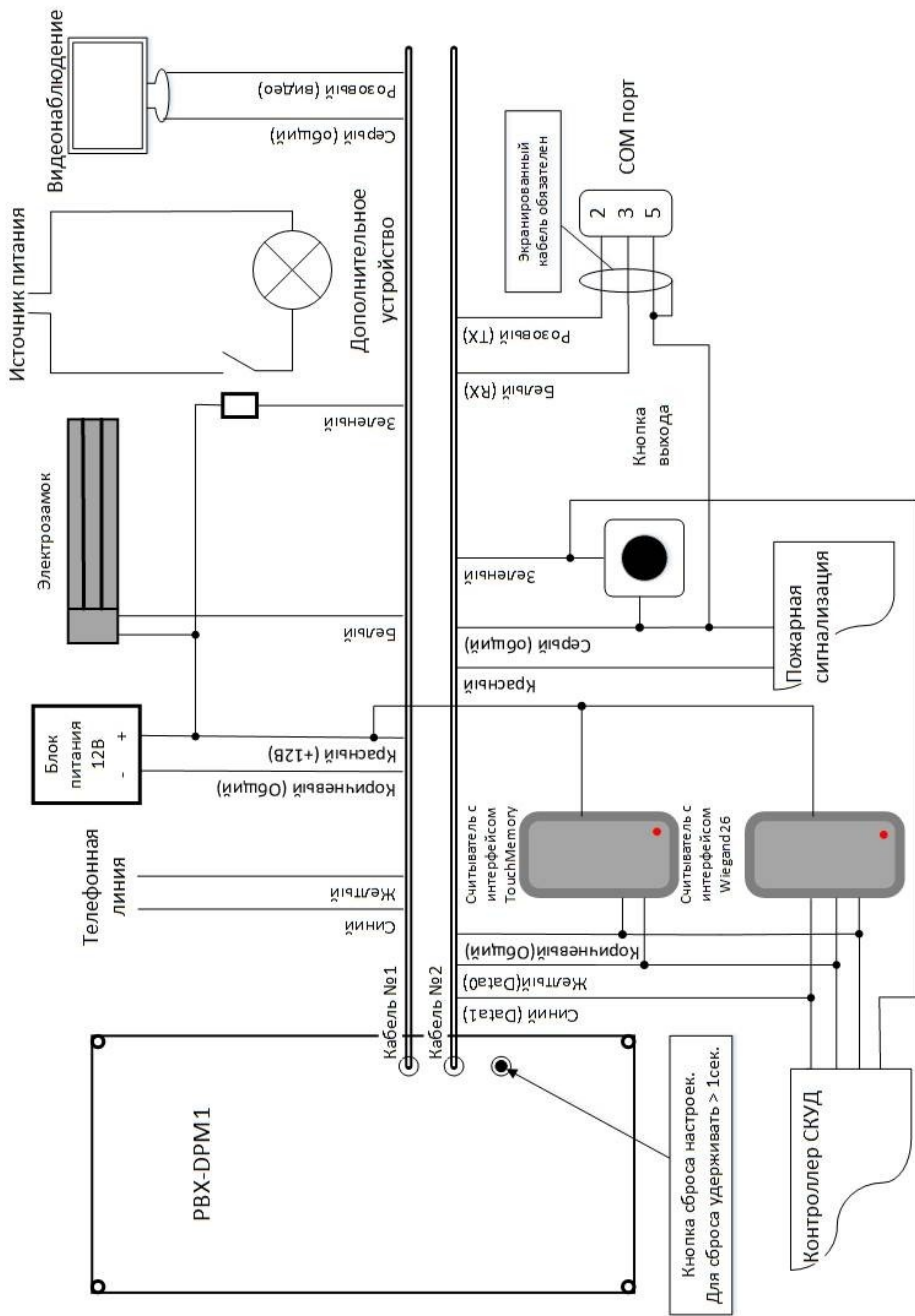 PBX-DPM1
Кабель №1
Кабель №2
Телефонная
линия
Синий
Желтый
Блок
питания
12В
-
+
Коричневый (Общий)
Красный (+12В)
Электрозамок
Белый
Зеленый
Источник питания
Дополнительное
устройство
Видеонаблюдение
Серый (общий)
Розовый (видео)
Синий (Data1)
Желтый(Data0)
Коричневый(Общий)
Считыватель с
интерфейсом
TouchMemory
Считыватель с
интерфейсом
Wiegand26
Красный
Серый (общий)
Зеленый
Кнопка
выхода
Белый (RX)
Розовый (TX)
Экранированный
кабель обязателен
COM порт
2
3
5
Пожарная
сигнализация
Кнопка сброса настроек.
Для сброса удерживать > 1сек.
Контроллер СКУД